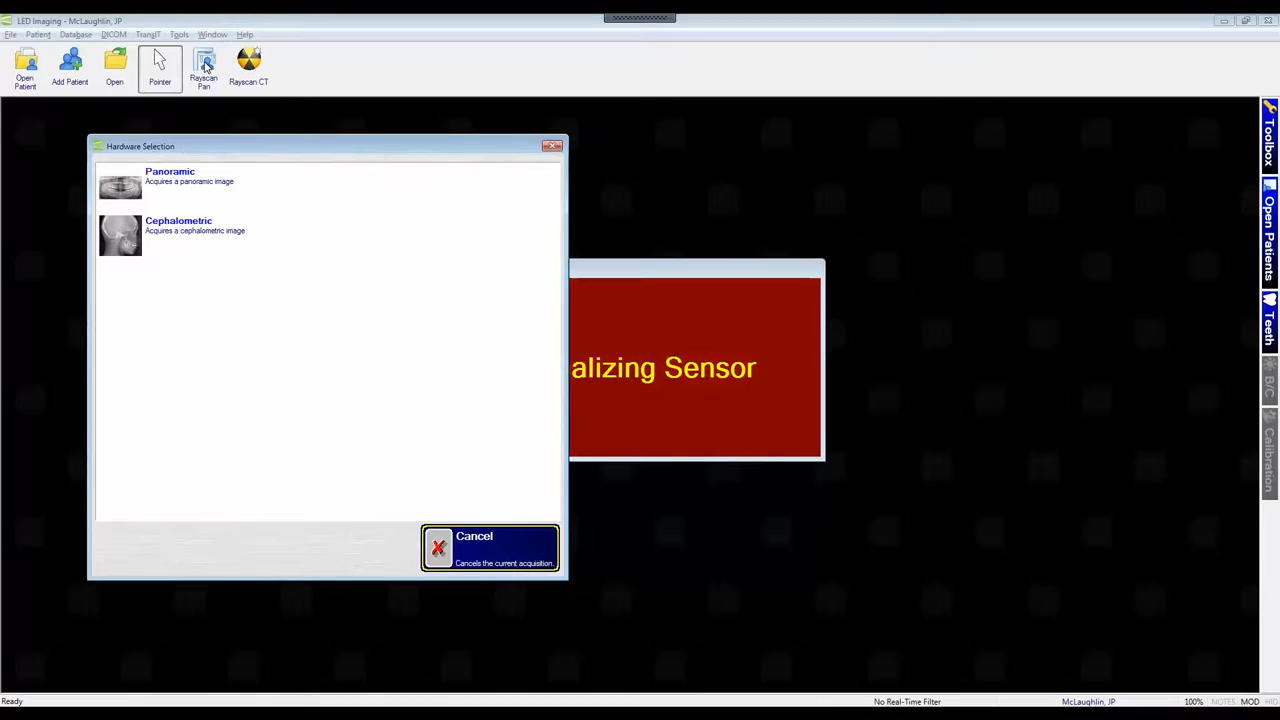 LED Imaging - McLaughlin, JP
File Patient Database DICOM TransIT Tools Window Help
Open Patient
Add Patient
Open
Pointer
Rayscan Pan
Rayscan CT
Hardware Selection
Panoramic
Acquires a panoramic image
Cephalometric
Acquires a cephalometric image
alizing Sensor
Cancel
Cancels the current acquisition.
Toolbox
Open Patients
Teeth
B/C
Calibration
Ready
No Real-Time Filter
McLaughlin, JP
100%
NOTES
MOD
HID